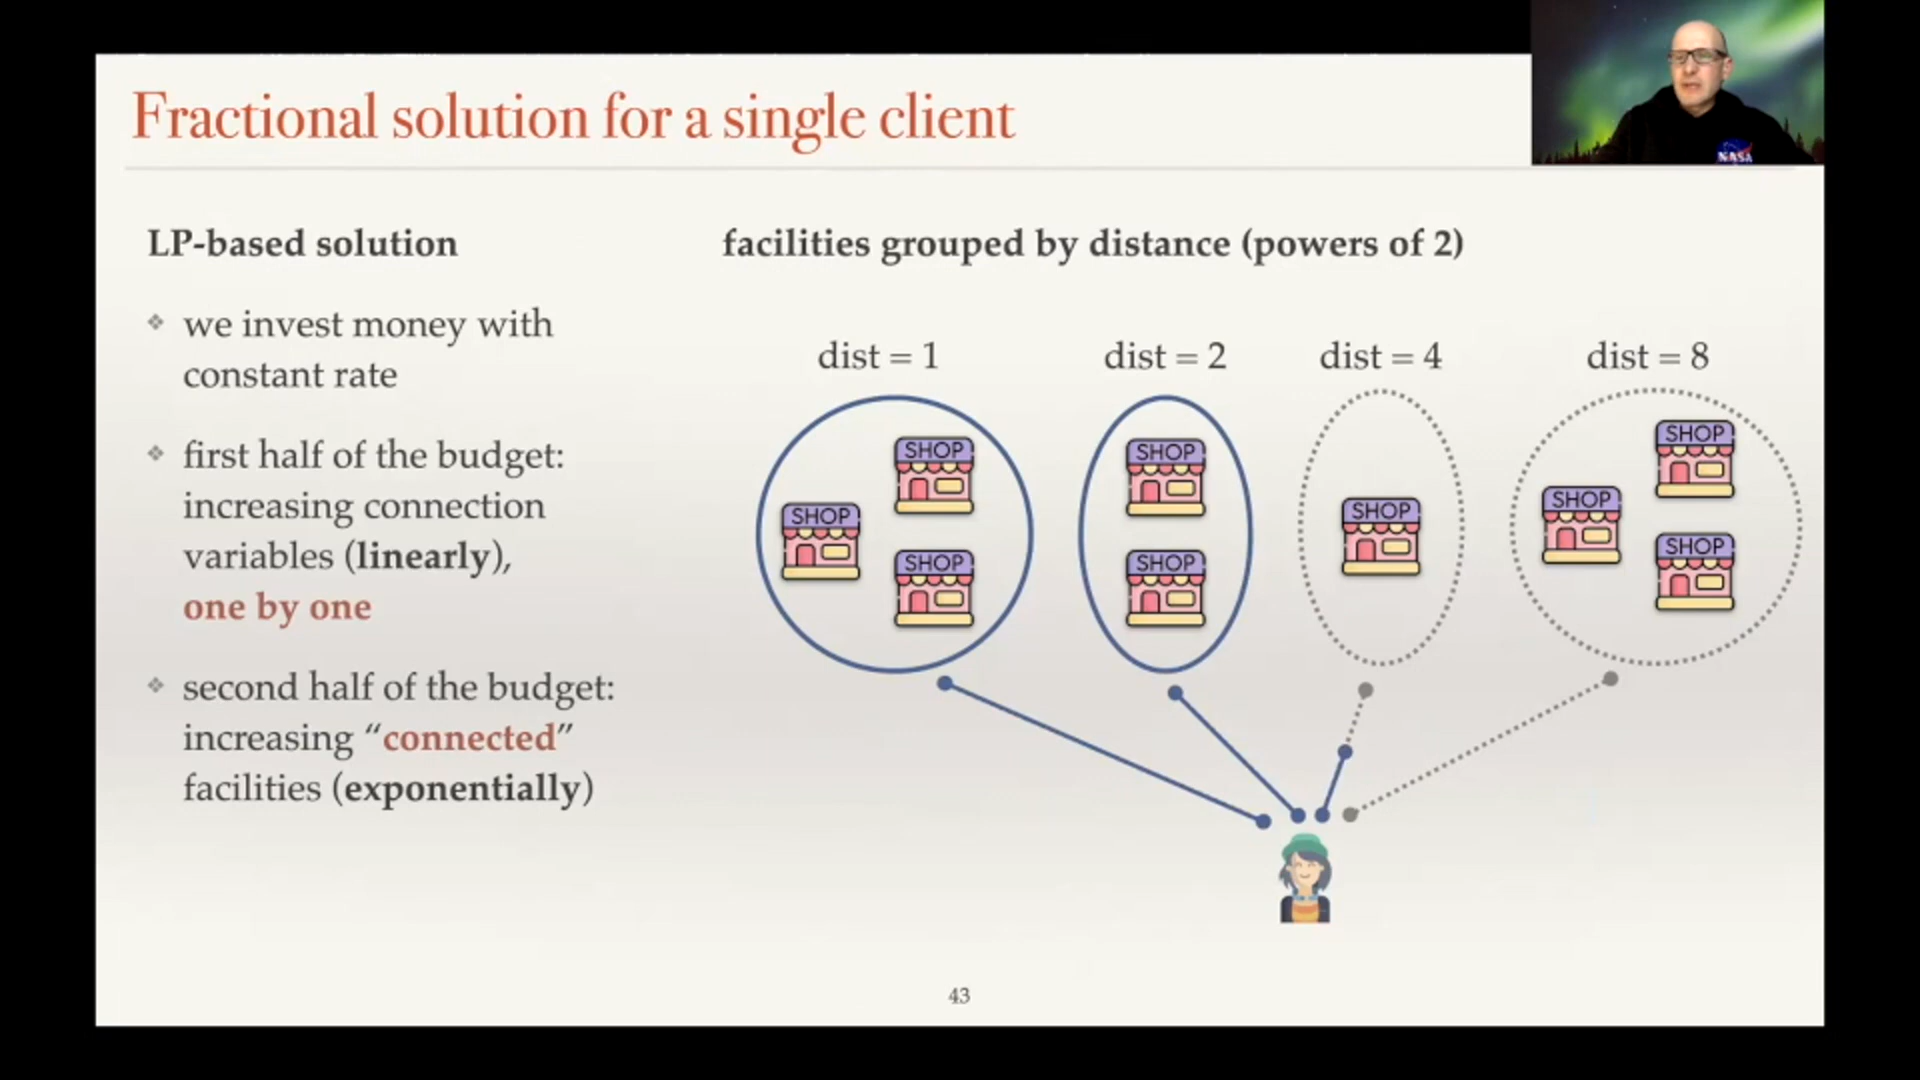 Fractional solution for a single client
NASA
LP-based solution
we invest money with
constant rate
first half of the budget:
increasing connection
variables (linearly),
one by one
second half of the budget:
increasing “connected”
facilities (exponentially)
facilities grouped by distance (powers of 2)
dist = 1
dist = 2
dist = 4
dist = 8
SHOP
SHOP
SHOP
SHOP
SHOP
SHOP
SHOP
SHOP
SHOP
43